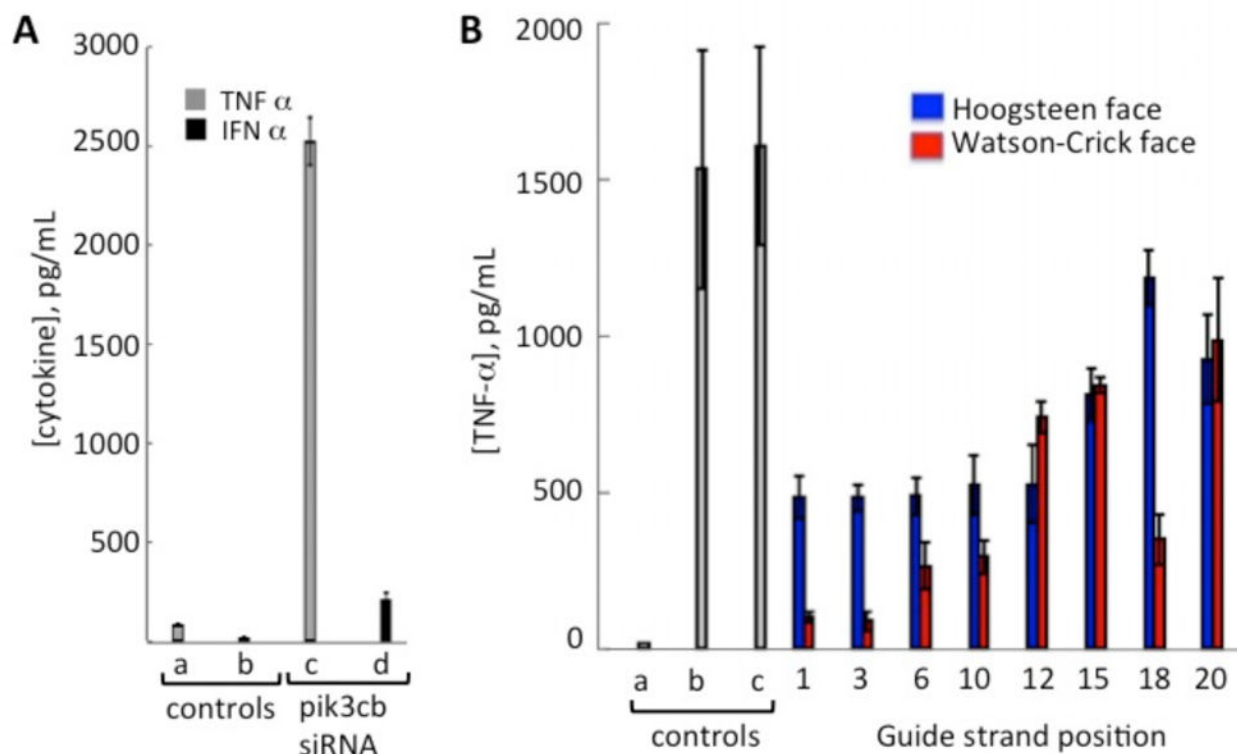 A
3000
2500
2000
1500
1000
500
[cytokine], pg/mL
TNF α
IFN α
a b c d
controls pik3cb
siRNA
B
2000
1500
1000
500
0
[TNF-α], pg/mL
Hoogsteen face
Watson-Crick face
a b c 1 3 6 10 12 15 18 20
controls Guide strand position